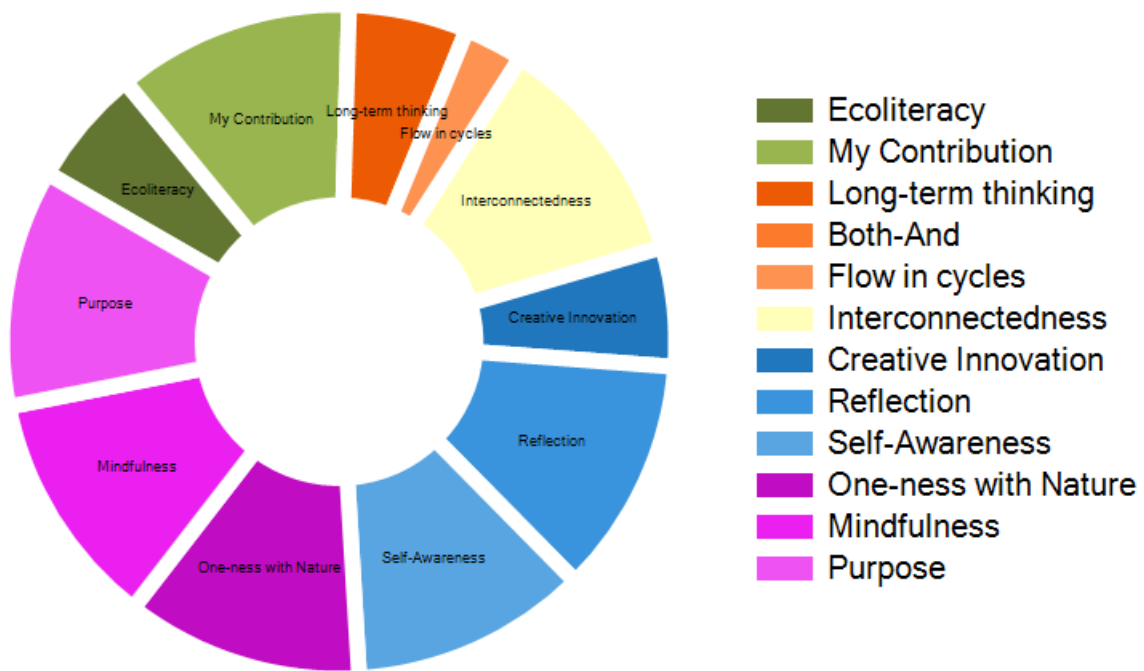 My Contribution
Long-term thinking
Flow in cycles
Ecoliteracy
Interconnectedness
Purpose
Creative Innovation
Mindfulness
Reflection
One-ness with Nature
Self-Awareness
Ecoliteracy
My Contribution
Long-term thinking
Both-And
Flow in cycles
Interconnectedness
Creative Innovation
Reflection
Self-Awareness
One-ness with Nature
Mindfulness
Purpose